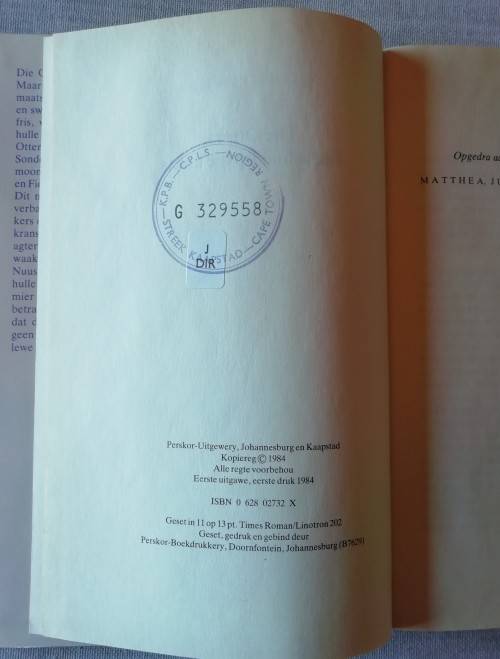 Die
Maar
maats
en sw
fris,
hulle
Otter
Sonde
moor
en Fi
Dit
verba
kers
krans
agter
waak
Nuus
hulle
mier
betra
dat
geen
lewe
K.P.B. — C.P.L.S. — CAPE TOWN REGION — STREEK KAAPSTAD —
G 329558
J
DIR
Perskor-Uitgewery, Johannesburg en Kaapstad
Kopiereg © 1984
Alle regte voorbehou
Eerste uitgawe, eerste druk 1984
ISBN 0 628 02732 X
Geset in 11 op 13 pt. Times Roman/Linotron 202
Geset, gedruk en gebind deur
Perskor-Boekdrukkery, Doornfontein, Johannesburg (B7629)
Opgedra a
MATTHEA, J